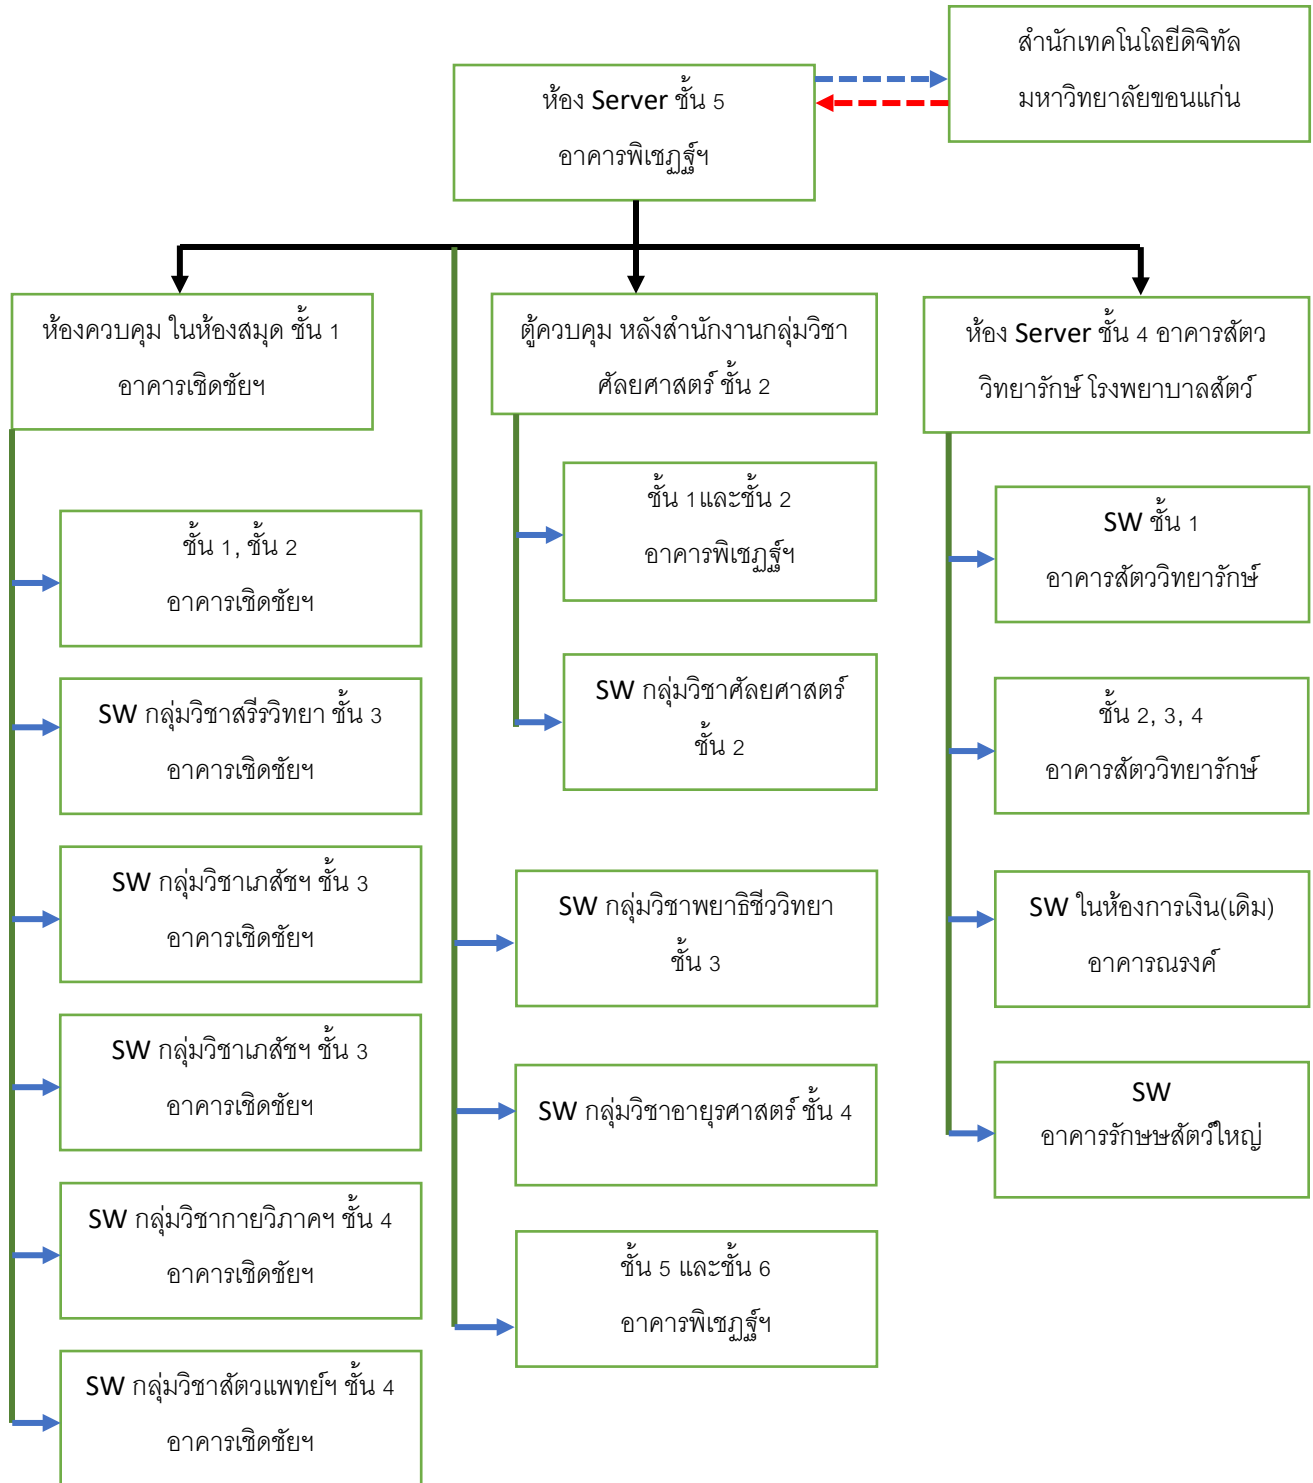 สำนักเทคโนโลยีดิจิทัล
มหาวิทยาลัยขอนแก่น
ห้อง Server ชั้น 5
อาคารพิเชฏฐ์ฯ
ห้องควบคุม ในห้องสมุด ชั้น 1
อาคารเชิดชัยฯ
ตู้ควบคุม หลังสำนักงานกลุ่มวิชา
ศัลยศาสตร์ ชั้น 2
ห้อง Server ชั้น 4 อาคารสัตว
วิทยารักษ์ โรงพยาบาลสัตว์
ชั้น 1, ชั้น 2
อาคารเชิดชัยฯ
SW กลุ่มวิชาสรีรวิทยา ชั้น 3
อาคารเชิดชัยฯ
SW กลุ่มวิชาเภสัชฯ ชั้น 3
อาคารเชิดชัยฯ
SW กลุ่มวิชาเภสัชฯ ชั้น 3
อาคารเชิดชัยฯ
SW กลุ่มวิชากายวิภาคฯ ชั้น 4
อาคารเชิดชัยฯ
SW กลุ่มวิชาสัตวแพทย์ฯ ชั้น 4
อาคารเชิดชัยฯ
ชั้น 1และชั้น 2
อาคารพิเชฏฐ์ฯ
SW กลุ่มวิชาศัลยศาสตร์
ชั้น 2
SW กลุ่มวิชาพยาธิชีววิทยา
ชั้น 3
SW กลุ่มวิชาอายุรศาสตร์ ชั้น 4
ชั้น 5 และชั้น 6
อาคารพิเชฏฐ์ฯ
SW ชั้น 1
อาคารสัตววิทยารักษ์
ชั้น 2, 3, 4
อาคารสัตววิทยารักษ์
SW ในห้องการเงิน(เดิม)
อาคารณรงค์
SW
อาคารรักษษสัตว์ใหญ่